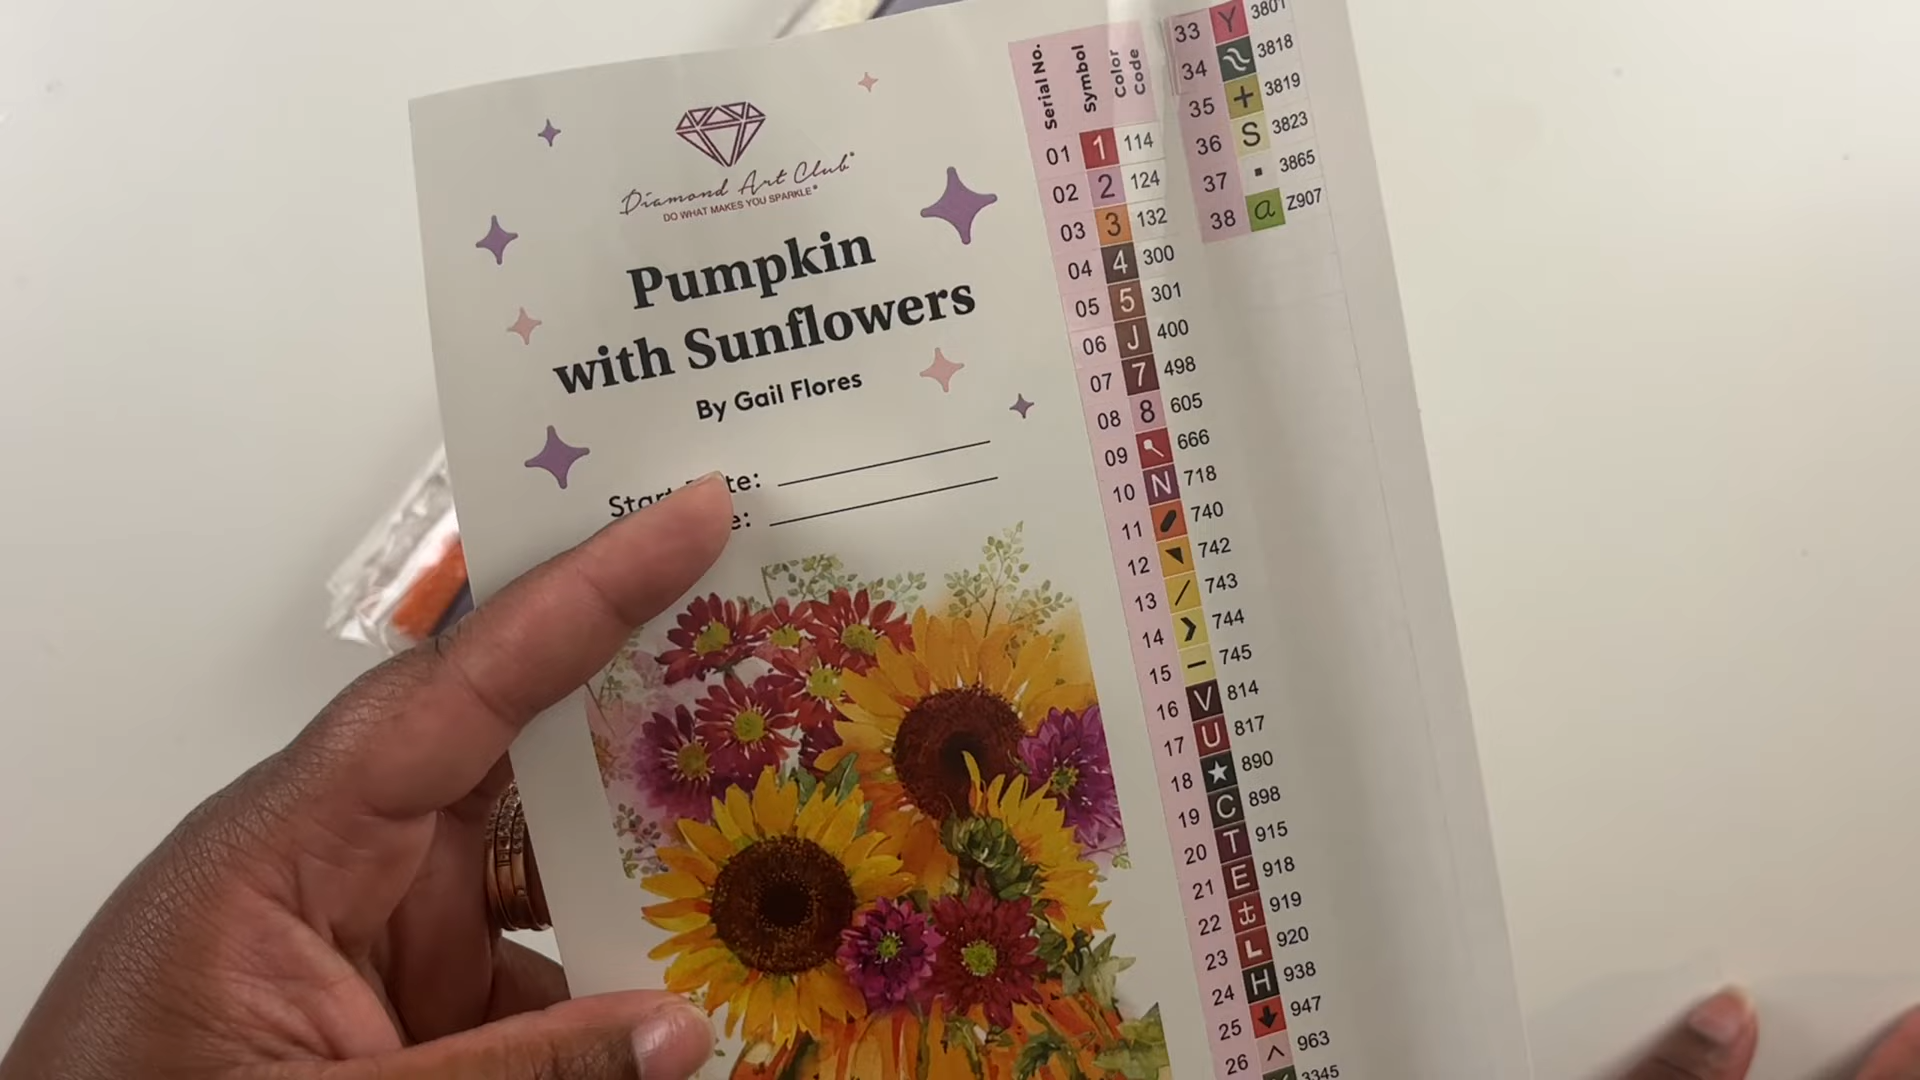 Diamond Art Club®
DO WHAT MAKES YOU SPARKLE®
Pumpkin
with Sunflowers
By Gail Flores
Serial No. Symbol Color Code
01 1 114
02 2 124
03 3 132
04 4 300
05 5 301
06 J 400
07 7 498
08 8 605
09 666
10 N 718
11 740
12 742
13 / 743
14 744
15 – 745
16 V 814
17 U 817
18 ★ 890
19 C 898
20 T 915
21 E 918
22 919
23 L 920
24 H 938
25 947
26 ^ 963
3345
33 Y 3801
34 3818
35 + 3819
36 S 3823
37 ▪ 3865
38 a Z907